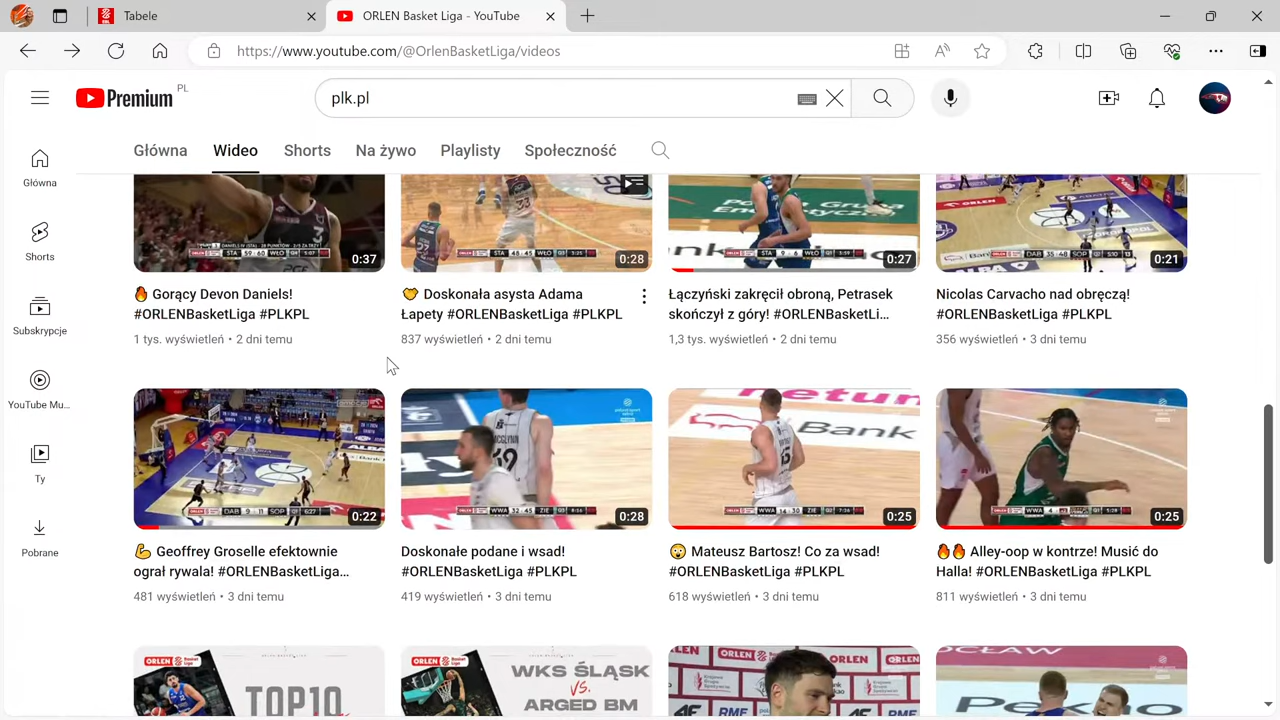 Tabele
ORLEN Basket Liga - YouTube
https://www.youtube.com/@OrlenBasketLiga/videos
Premium PL
plk.pl
Główna
Wideo
Shorts
Na żywo
Playlisty
Społeczność
Główna
Shorts
Subskrypcje
YouTube Mu...
Ty
Pobrane
0:37
0:28
0:27
0:21
🔥 Gorący Devon Daniels!
#ORLENBasketLiga #PLKPL
1 tys. wyświetleń • 2 dni temu
Doskonała asysta Adama
Łapety #ORLENBasketLiga #PLKPL
837 wyświetleń • 2 dni temu
Łączyński zakręcił obroną, Petrasek
skończył z góry! #ORLENBasketLi...
1,3 tys. wyświetleń • 2 dni temu
Nicolas Carvacho nad obręczą!
#ORLENBasketLiga #PLKPL
356 wyświetleń • 3 dni temu
0:22
0:28
0:25
0:25
💪 Geoffrey Groselle efektownie
ograł rywala! #ORLENBasketLiga...
481 wyświetleń • 3 dni temu
Doskonałe podane i wsad!
#ORLENBasketLiga #PLKPL
419 wyświetleń • 3 dni temu
😲 Mateusz Bartosz! Co za wsad!
#ORLENBasketLiga #PLKPL
618 wyświetleń • 3 dni temu
🔥🔥 Alley-oop w kontrze! Musić do
Halla! #ORLENBasketLiga #PLKPL
811 wyświetleń • 3 dni temu
ORLEN
TOP10
ORLEN
WKS ŚLĄSK
VS.
ARGED BM
ORLEN
RMF